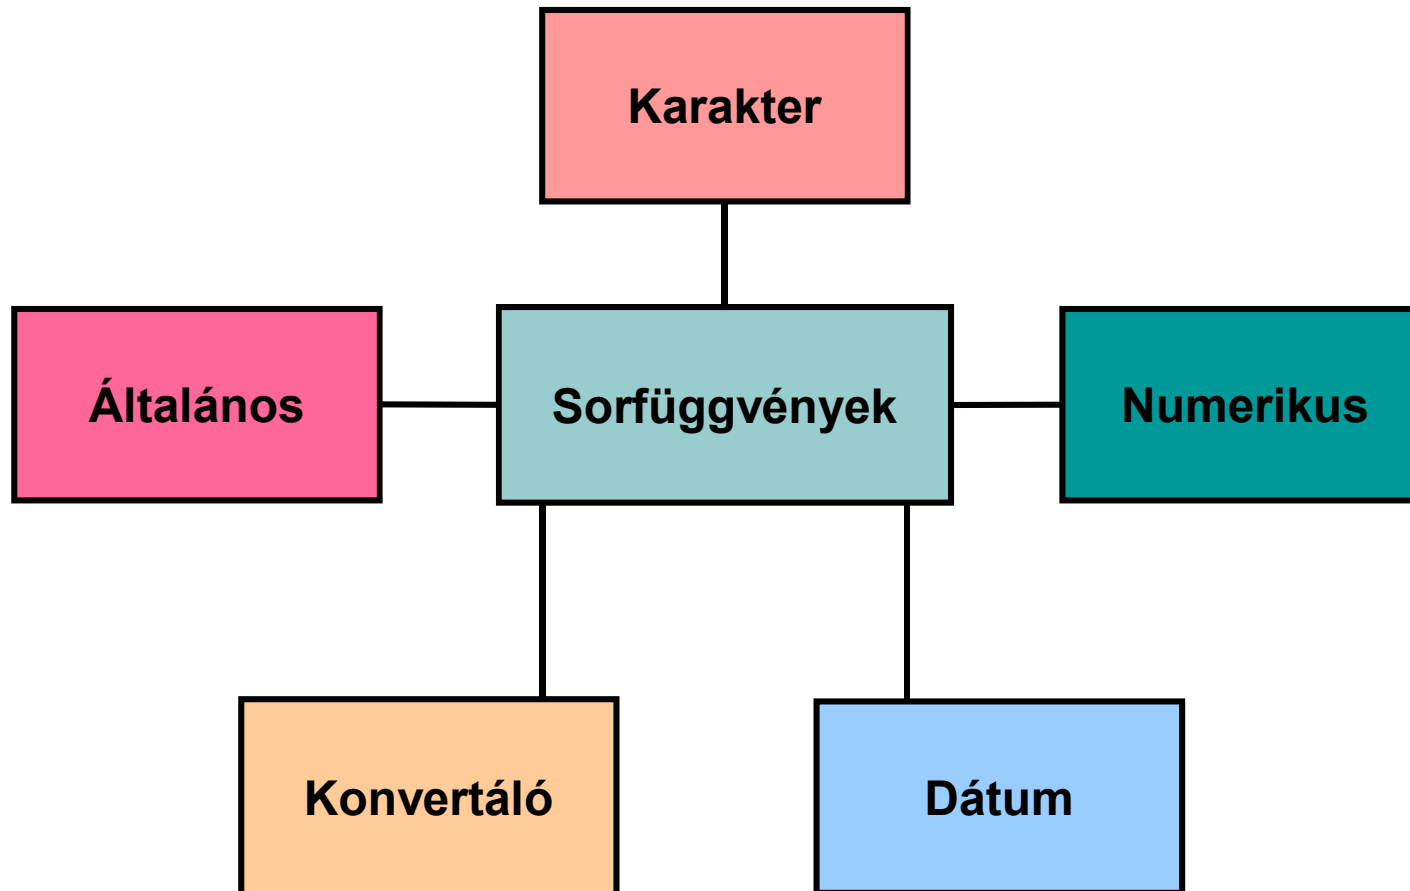 Karakter
Általános
Sorfüggvények
Numerikus
Konvertáló
Dátum